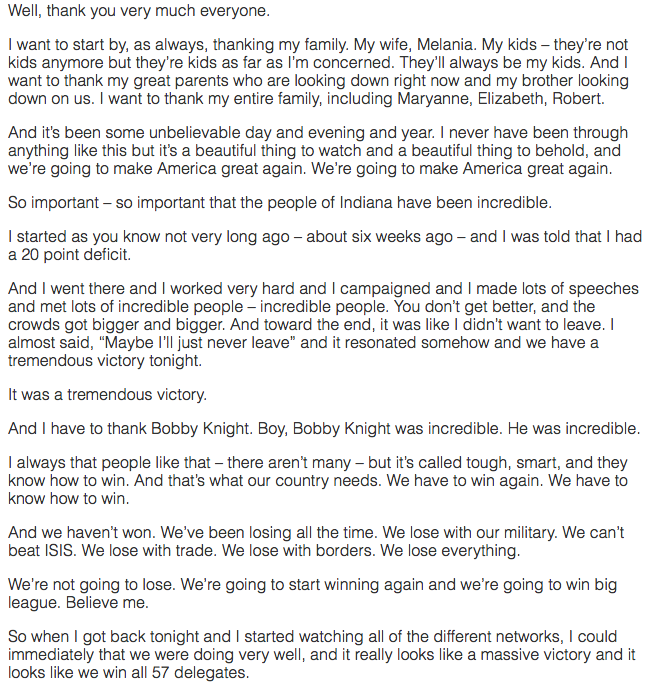 Well, thank you very much everyone.
I want to start by, as always, thanking my family. My wife, Melania. My kids – they’re not
kids anymore but they’re kids as far as I’m concerned. They’ll always be my kids. And I
want to thank my great parents who are looking down right now and my brother looking
down on us. I want to thank my entire family, including Maryanne, Elizabeth, Robert.
And it’s been some unbelievable day and evening and year. I never have been through
anything like this but it’s a beautiful thing to watch and a beautiful thing to behold, and
we’re going to make America great again. We’re going to make America great again.
So important – so important that the people of Indiana have been incredible.
I started as you know not very long ago – about six weeks ago – and I was told that I had
a 20 point deficit.
And I went there and I worked very hard and I campaigned and I made lots of speeches
and met lots of incredible people – incredible people. You don’t get better, and the
crowds got bigger and bigger. And toward the end, it was like I didn't want to leave. I
almost said, “Maybe I’ll just never leave” and it resonated somehow and we have a
tremendous victory tonight.
It was a tremendous victory.
And I have to thank Bobby Knight. Boy, Bobby Knight was incredible. He was incredible.
I always that people like that – there aren’t many – but it’s called tough, smart, and they
know how to win. And that’s what our country needs. We have to win again. We have to
know how to win.
And we haven’t won. We’ve been losing all the time. We lose with our military. We can’t
beat ISIS. We lose with trade. We lose with borders. We lose everything.
We’re not going to lose. We’re going to start winning again and we’re going to win big
league. Believe me.
So when I got back tonight and I started watching all of the different networks, I could
immediately that we were doing very well, and it really looks like a massive victory and it
looks like we win all 57 delegates.